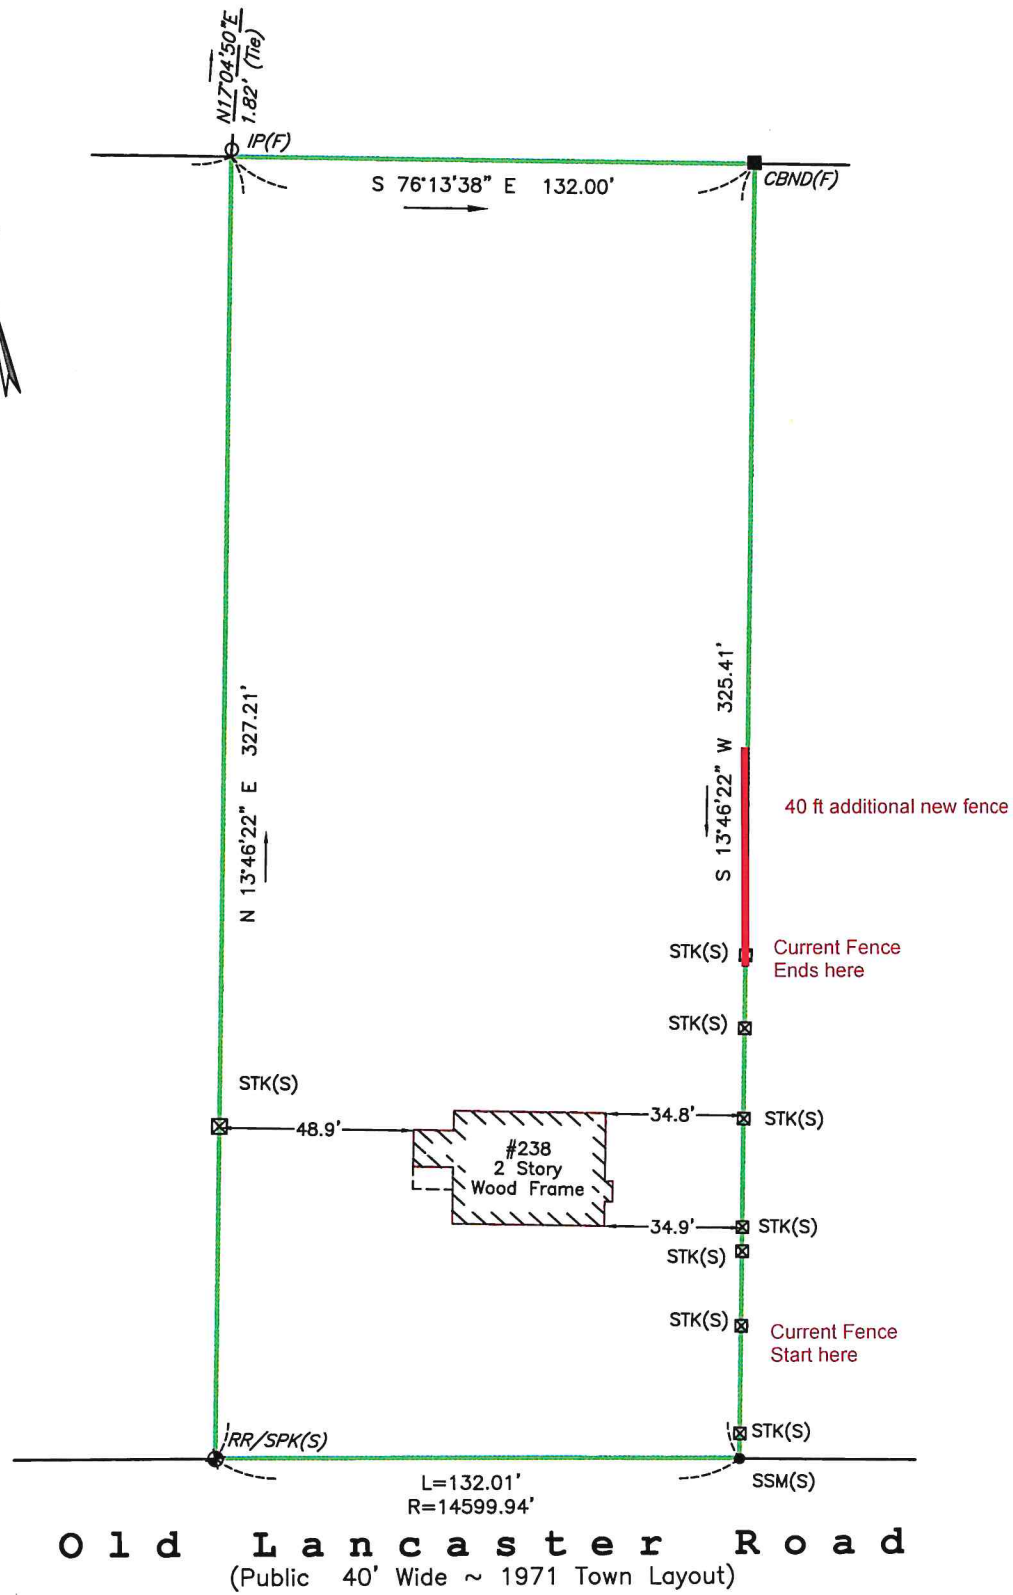 N17°04'50"E
1.82' (Tie)
IP(F)
CBND(F)
S 76°13'38" E 132.00'
N 13°46'22" E 327.21'
S 13°46'22" W 325.41'
40 ft additional new fence
STK(S)
Current Fence
Ends here
STK(S)
STK(S)
48.9'
34.8'
STK(S)
#238
2 Story
Wood Frame
34.9'
STK(S)
STK(S)
STK(S)
Current Fence
Start here
STK(S)
RR/SPK(S)
SSM(S)
L=132.01'
R=14599.94'
Old Lancaster Road
(Public 40' Wide ~ 1971 Town Layout)